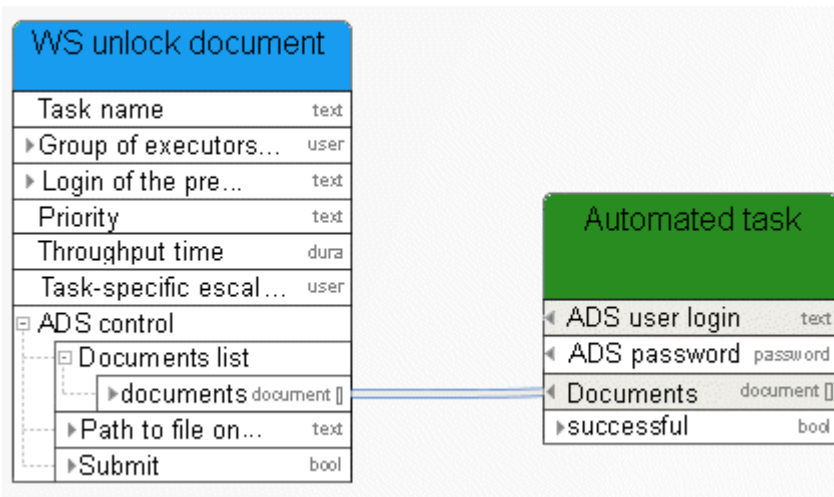 WS unlock document
Task name text
Group of executors... user
Login of the pre... text
Priority text
Throughput time dura
Task-specific escal... user
ADS control
Documents list
documents document []
Path to file on... text
Submit bool
Automated task
ADS user login text
ADS password password
Documents document []
successful bool